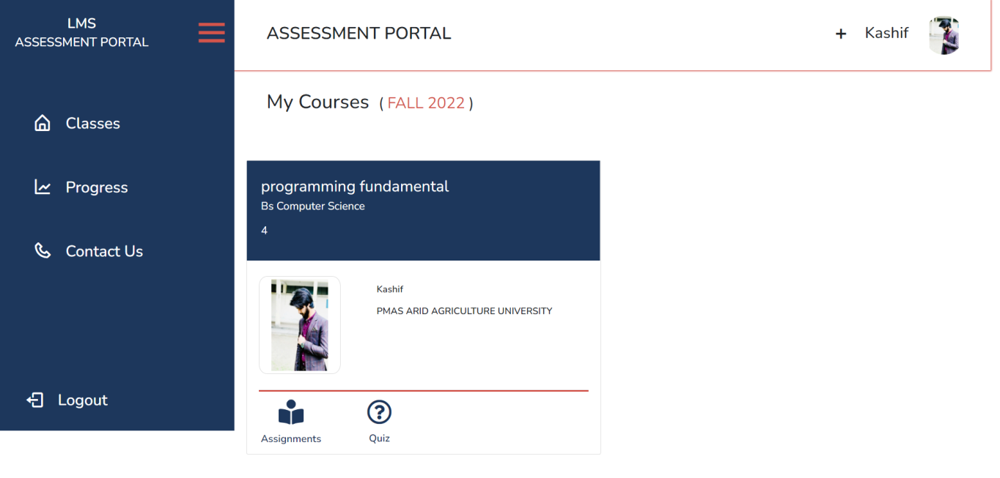 LMS
ASSESSMENT PORTAL
Classes
Progress
Contact Us
Logout
ASSESSMENT PORTAL
+ Kashif
My Courses ( FALL 2022 )
programming fundamental
Bs Computer Science
4
Kashif
PMAS ARID AGRICULTURE UNIVERSITY
Assignments
Quiz